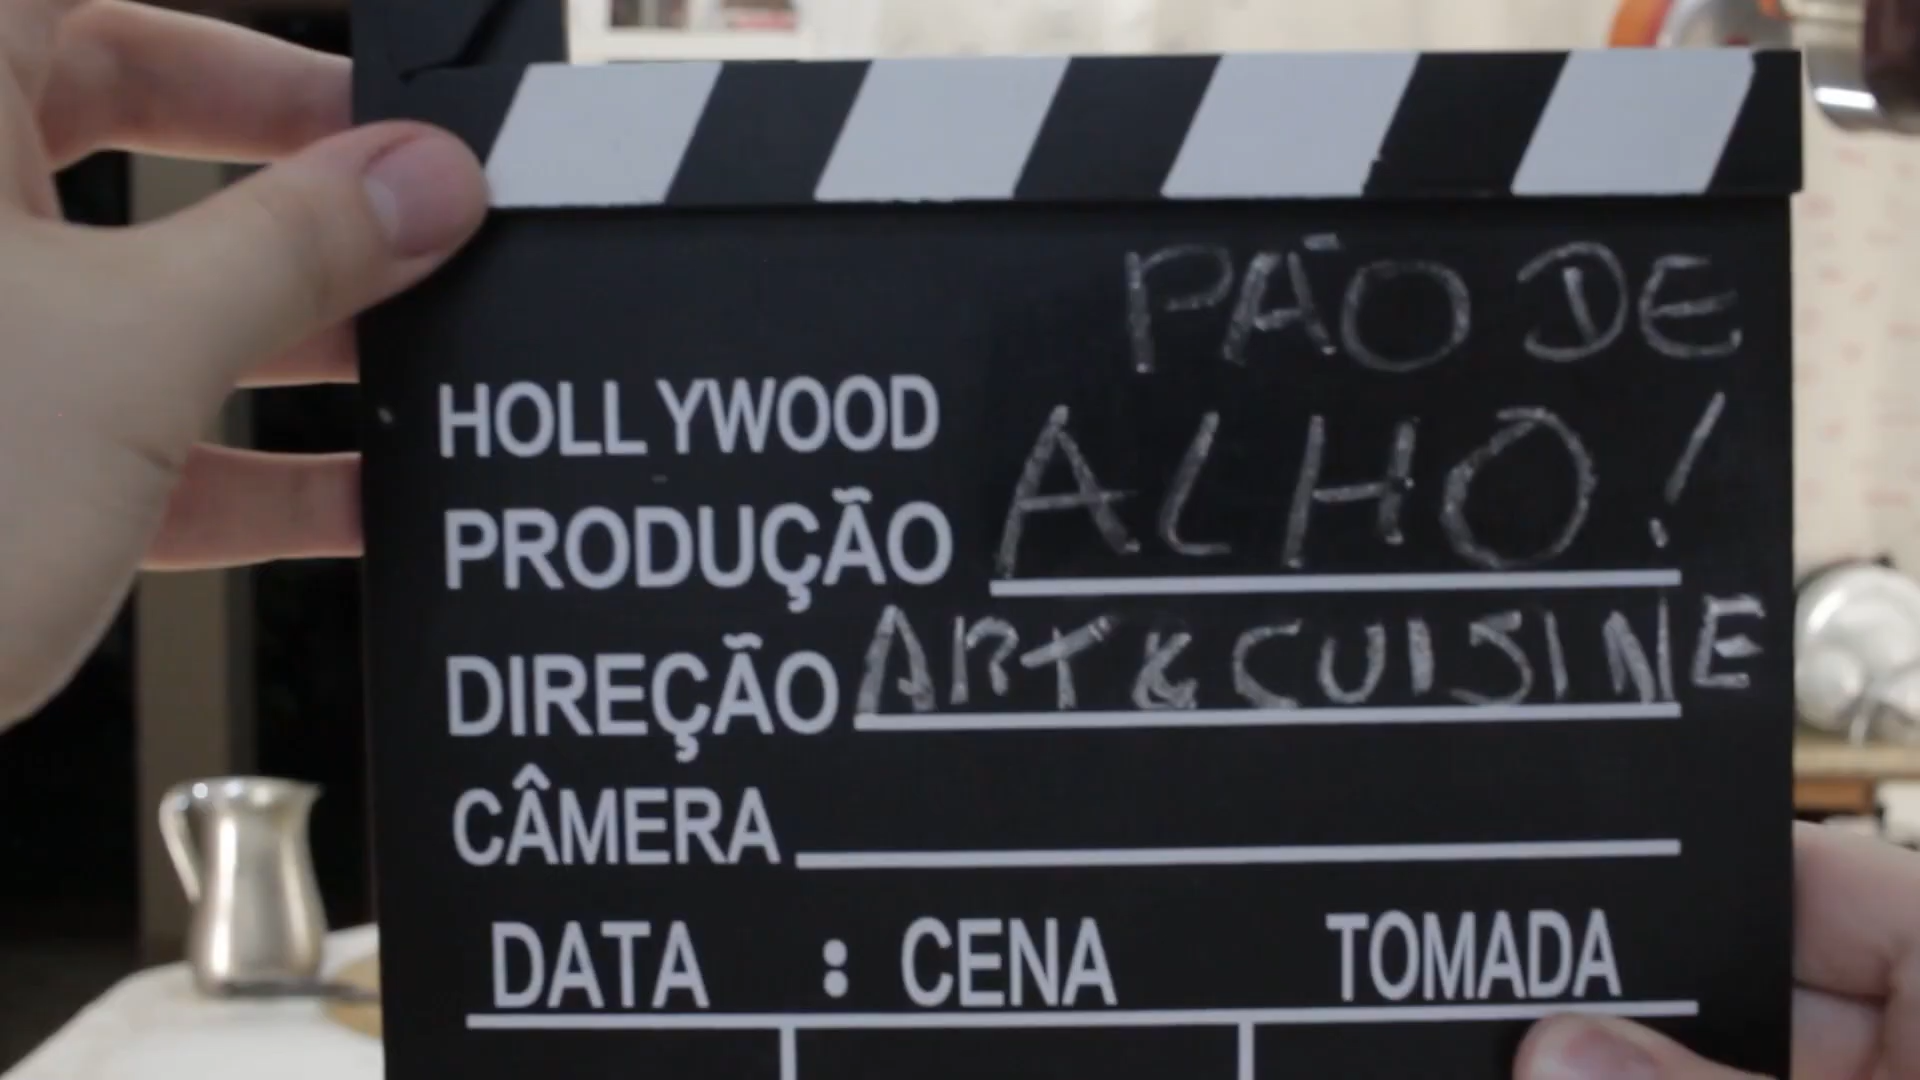 PÃO DE
HOLLYWOOD
PRODUÇÃO ALHO!
DIREÇÃO ART & CUISINE
CÂMERA
DATA : CENA TOMADA